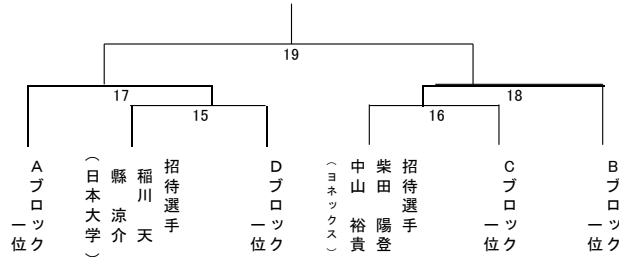 19
17
18
15
16
Aブロック
一位
招待選手
稲川 天
縣 涼介
(日本大学)
Dブロック
一位
招待選手
柴田 陽登
中山 裕貴
(ヨネックス)
Cブロック
一位
Bブロック
一位